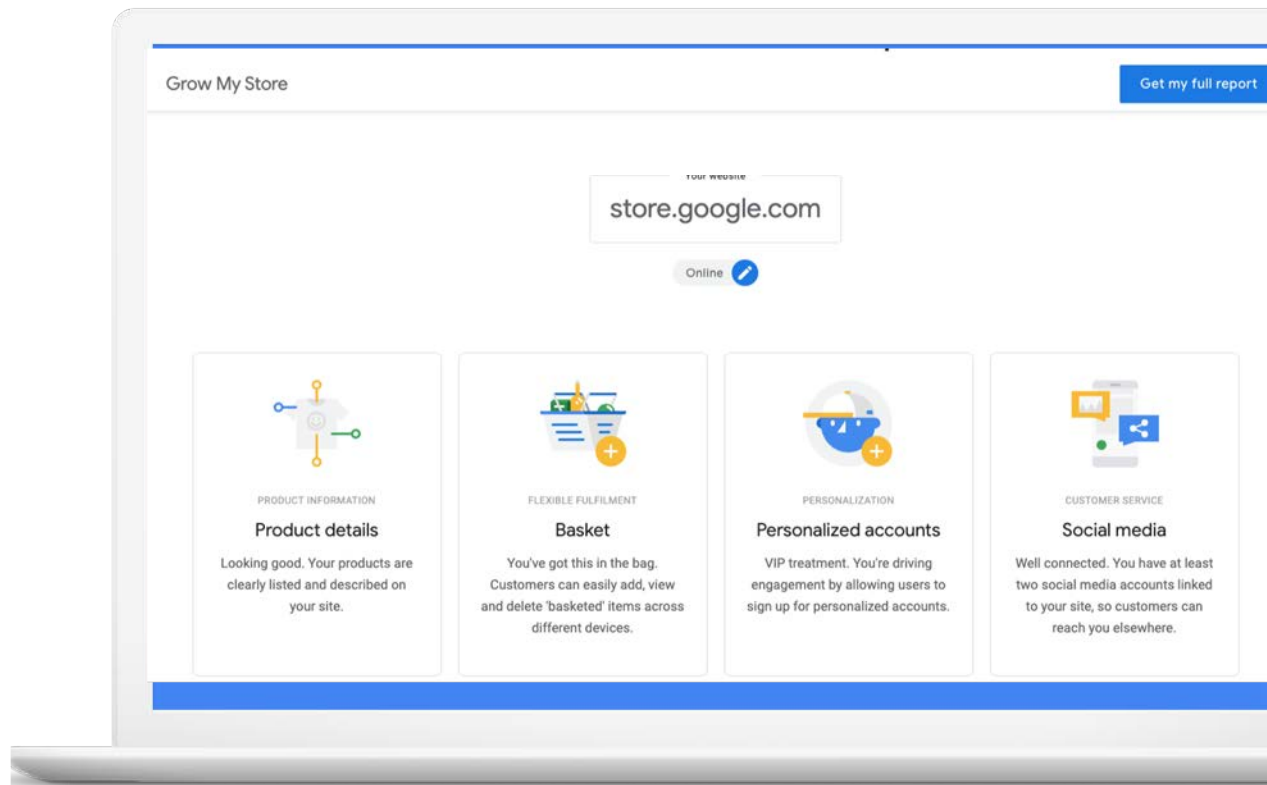 Grow My Store
Get my full report
Your website
store.google.com
Online
PRODUCT INFORMATION
Product details
Looking good. Your products are
clearly listed and described on
your site.
FLEXIBLE FULFILMENT
Basket
You've got this in the bag.
Customers can easily add, view
and delete 'basketed' items across
different devices.
PERSONALIZATION
Personalized accounts
VIP treatment. You're driving
engagement by allowing users to
sign up for personalized accounts.
CUSTOMER SERVICE
Social media
Well connected. You have at least
two social media accounts linked
to your site, so customers can
reach you elsewhere.